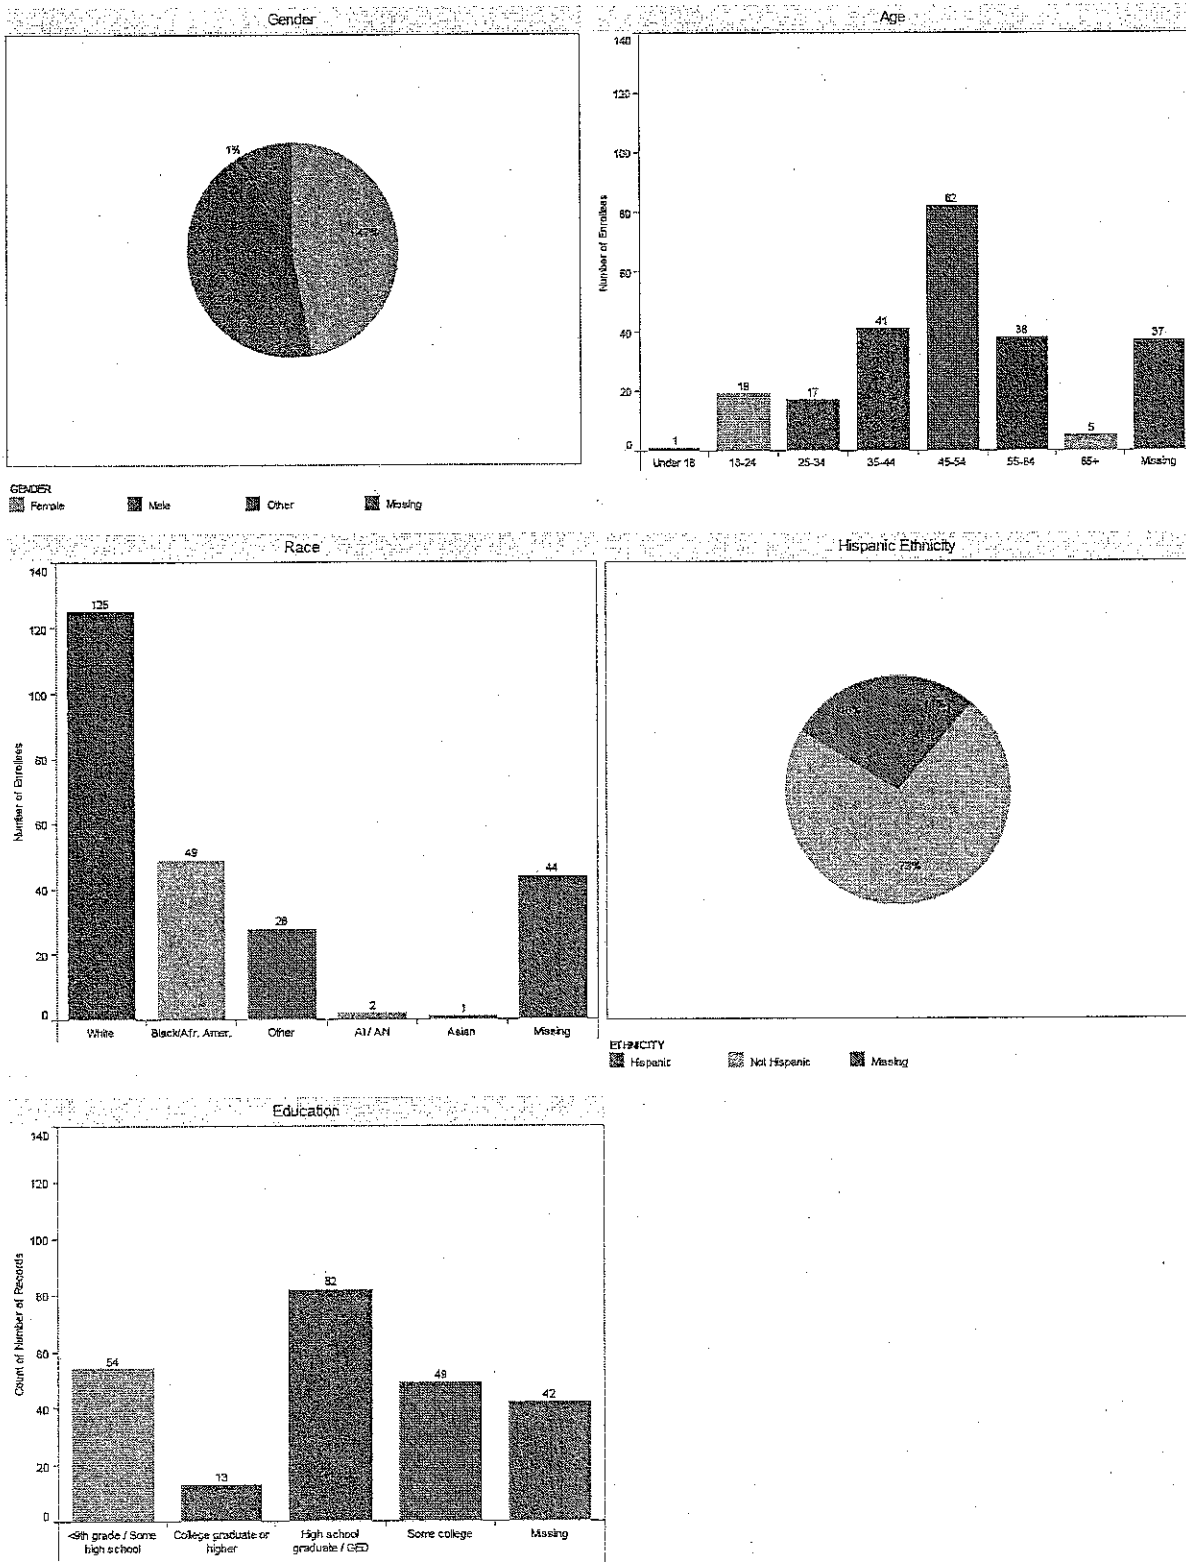 Gender
1%
47%
GENDER
Female
Male
Other
Missing
Age
Number of Enrollees
140
120
100
80
60
40
20
0
1
19
17
41
82
38
5
37
Under 18
18-24
25-34
35-44
45-54
55-64
65+
Missing
Race
Number of Enrollees
140
120
100
80
60
40
20
0
125
49
28
2
1
44
White
Black/Afr. Amer.
Other
AI / AN
Asian
Missing
Hispanic Ethnicity
73%
ETHNICITY
Hispanic
Not Hispanic
Missing
Education
Count of Number of Records
140
120
100
80
60
40
20
0
54
13
82
49
42
<9th grade / Some
high school
College graduate or
higher
High school
graduate / GED
Some college
Missing